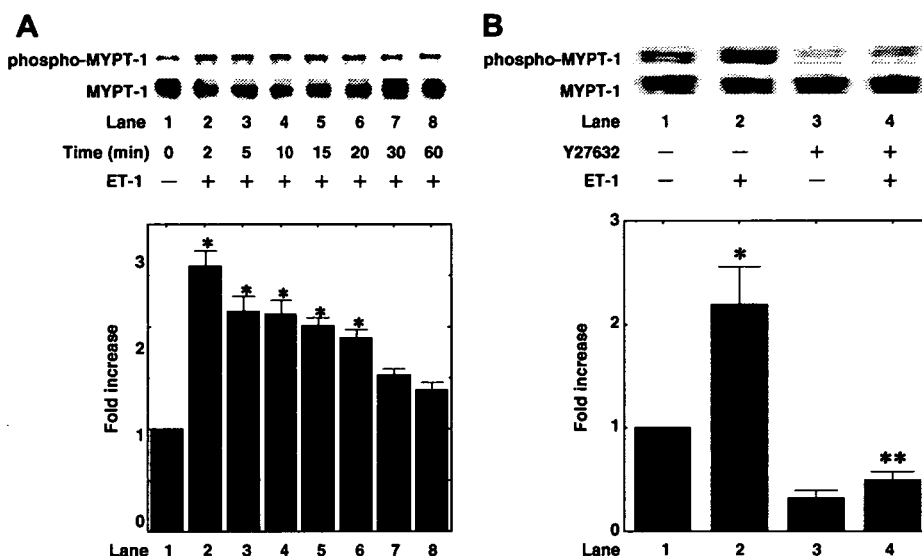 A
phospho-MYPT-1
MYPT-1
Lane 1 2 3 4 5 6 7 8
Time (min) 0 2 5 10 15 20 30 60
ET-1 — + + + + + + +
Fold increase
3
2
1
0
* * * * *
Lane 1 2 3 4 5 6 7 8
B
phospho-MYPT-1
MYPT-1
Lane 1 2 3 4
Y27632 — — + +
ET-1 — + — +
Fold increase
3
2
1
0
* **
Lane 1 2 3 4